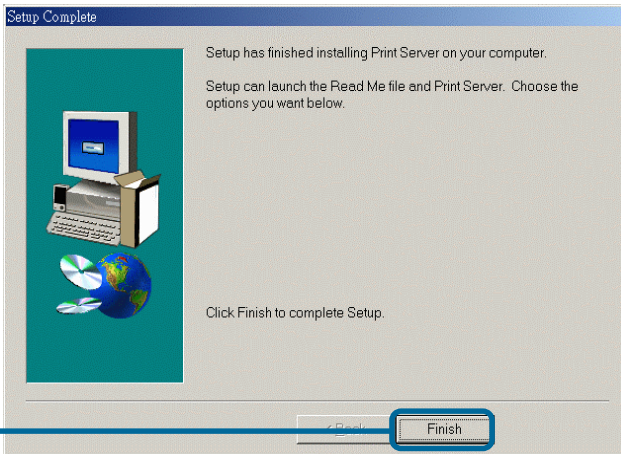 Setup Complete
Setup has finished installing Print Server on your computer.
Setup can launch the Read Me file and Print Server. Choose the
options you want below.
Click Finish to complete Setup.
< Back
Finish